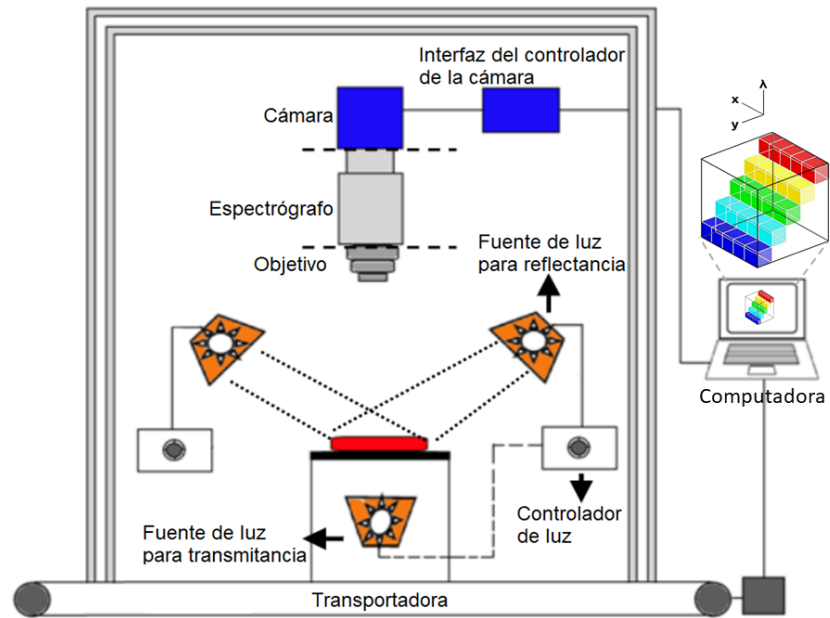 Interfaz del controlador
de la cámara
Cámara
Espectrógrafo
Objetivo
Fuente de luz
para reflectancia
λ
x
y
Computadora
Controlador
de luz
Fuente de luz
para transmitancia
Transportadora